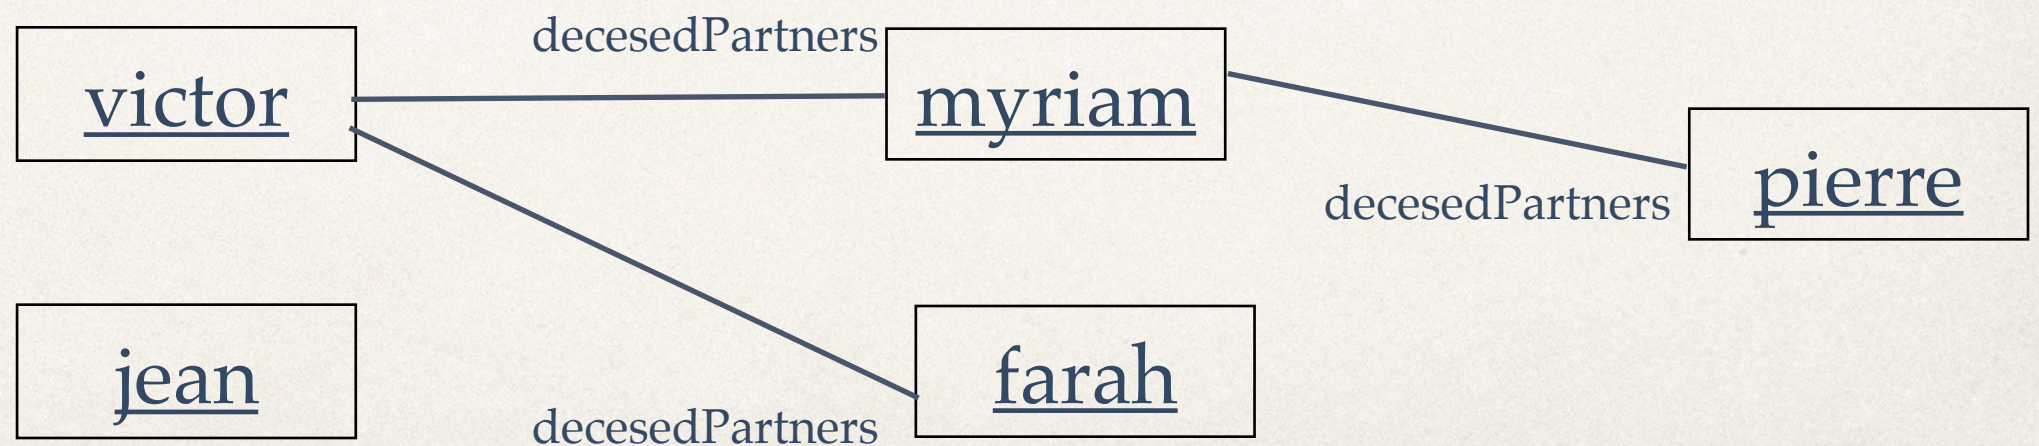 decesedPartners
victor
myriam
pierre
decesedPartners
jean
farah
decesedPartners